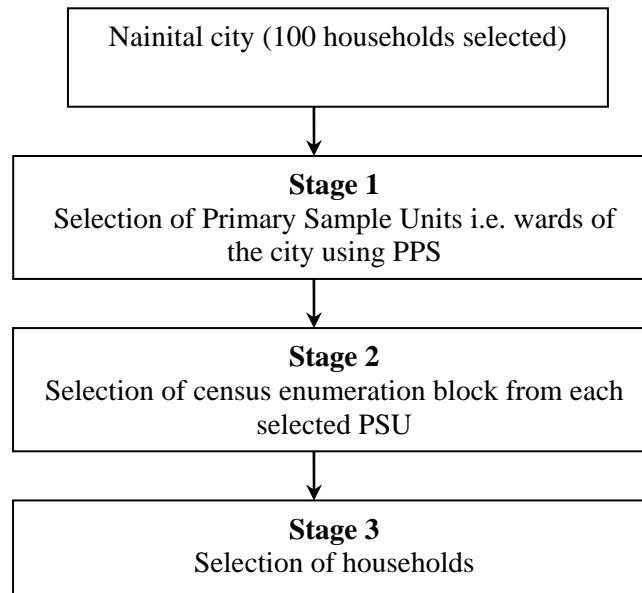 Nainital city (100 households selected)
Stage 1
Selection of Primary Sample Units i.e. wards of
the city using PPS
Stage 2
Selection of census enumeration block from each
selected PSU
Stage 3
Selection of households